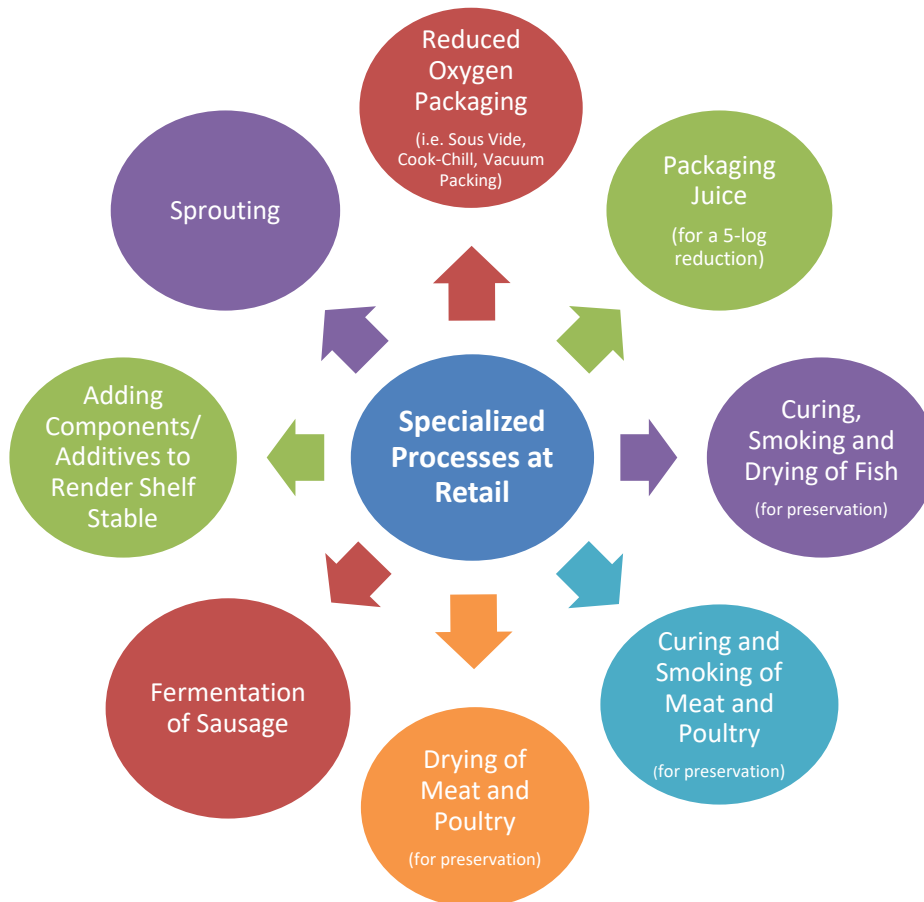 Reduced
Oxygen
Packaging
(i.e. Sous Vide,
Cook-Chill, Vacuum
Packing)
Packaging
Juice
(for a 5-log
reduction)
Sprouting
Adding
Components/
Additives to
Render Shelf
Stable
Specialized
Processes at
Retail
Curing,
Smoking and
Drying of Fish
(for preservation)
Curing and
Smoking of
Meat and
Poultry
(for preservation)
Fermentation
of Sausage
Drying of
Meat and
Poultry
(for preservation)